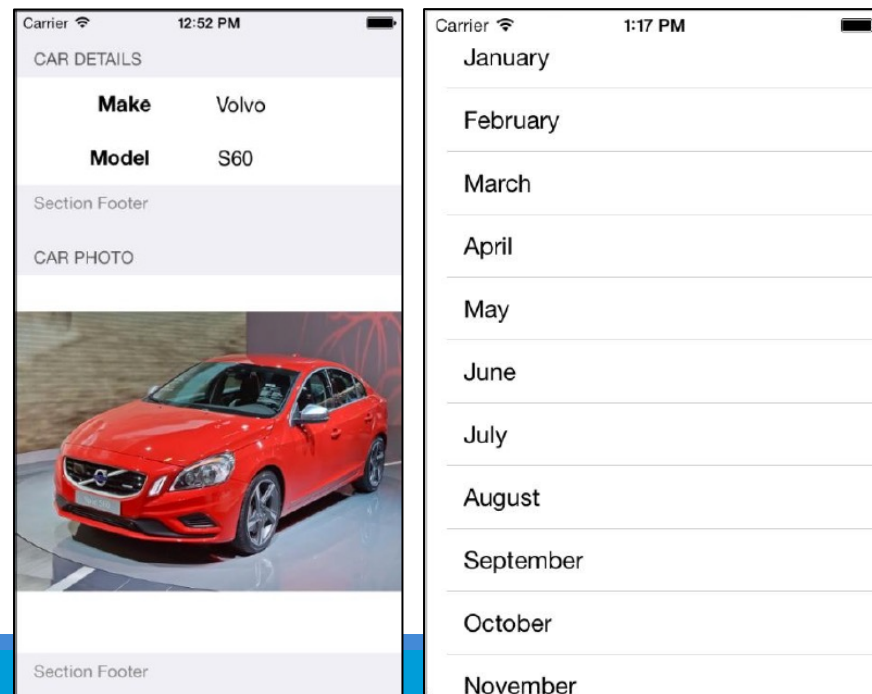 Carrier 12:52 PM
CAR DETAILS
Make Volvo
Model S60
Section Footer
CAR PHOTO
Section Footer
Carrier 1:17 PM
January
February
March
April
May
June
July
August
September
October
November